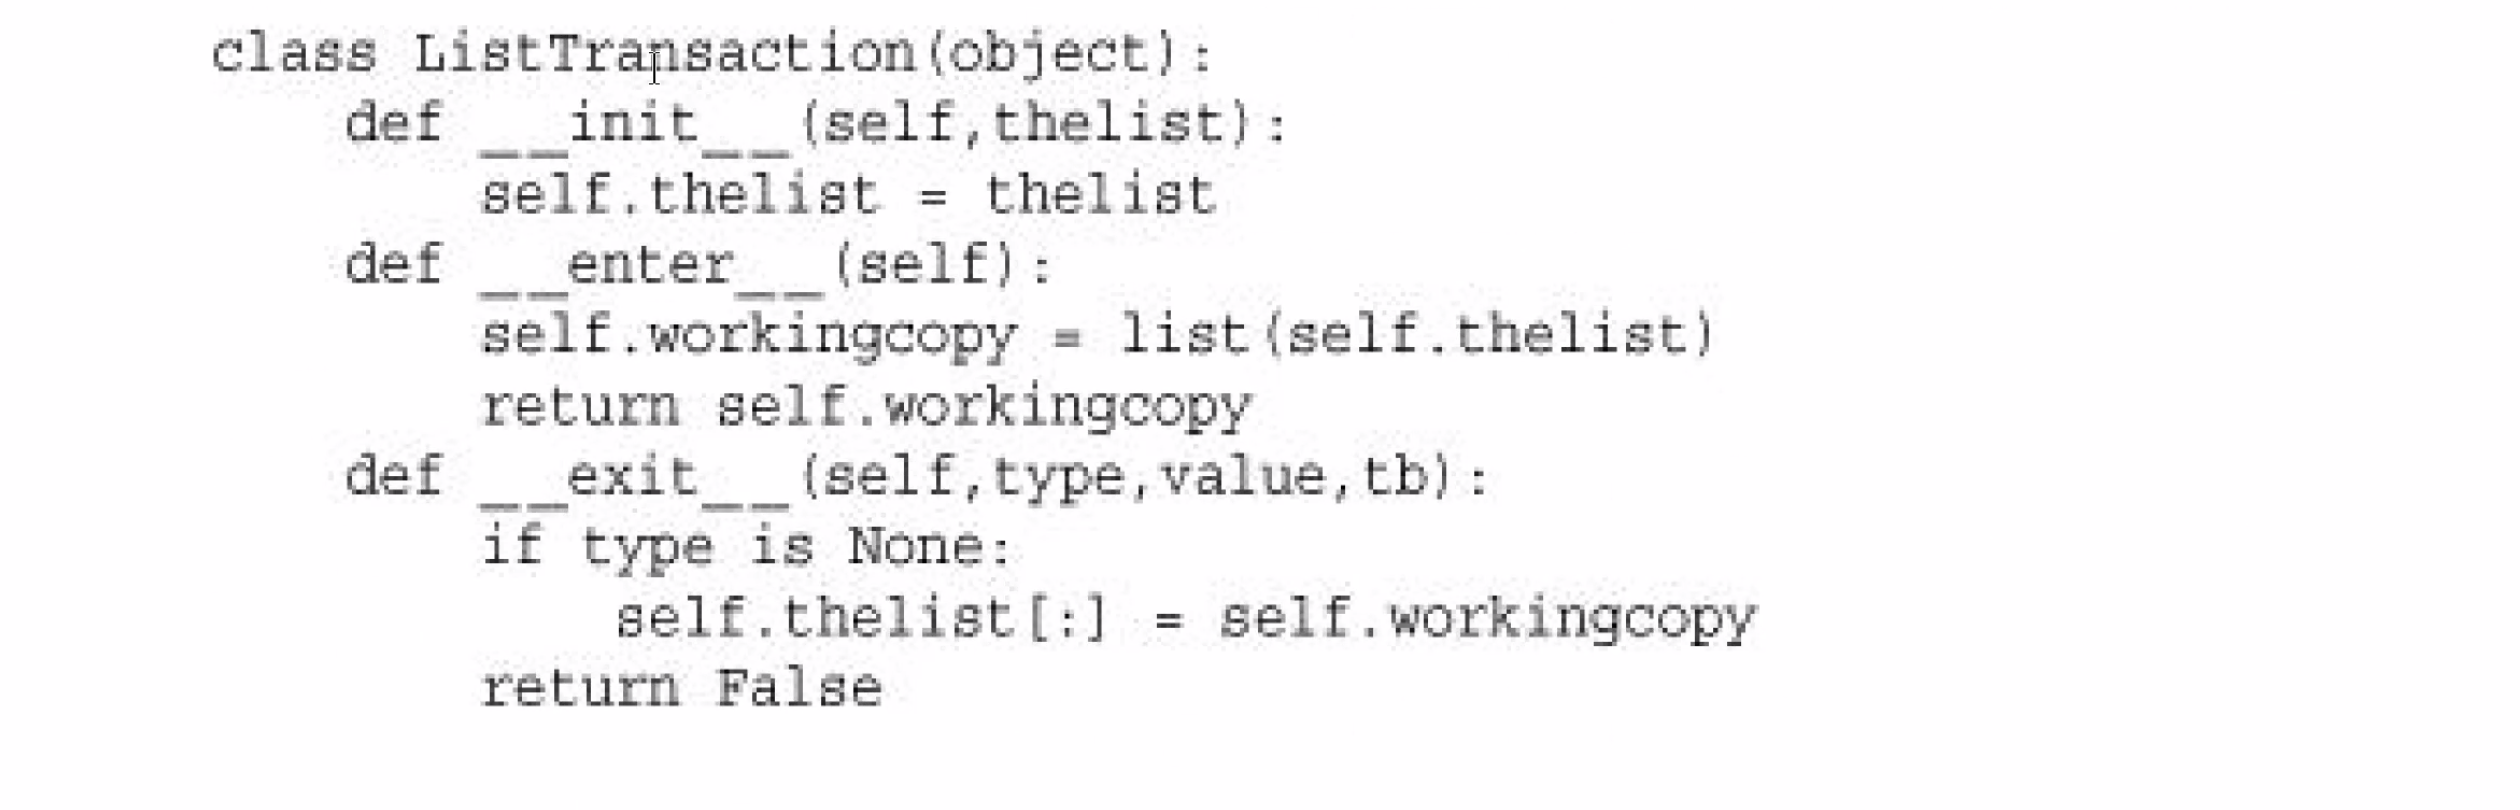 class ListTransaction(object):
    def __init__(self,thelist):
        self.thelist = thelist
    def __enter__(self):
        self.workingcopy = list(self.thelist)
        return self.workingcopy
    def __exit__(self,type,value,tb):
        if type is None:
            self.thelist[:] = self.workingcopy
        return False